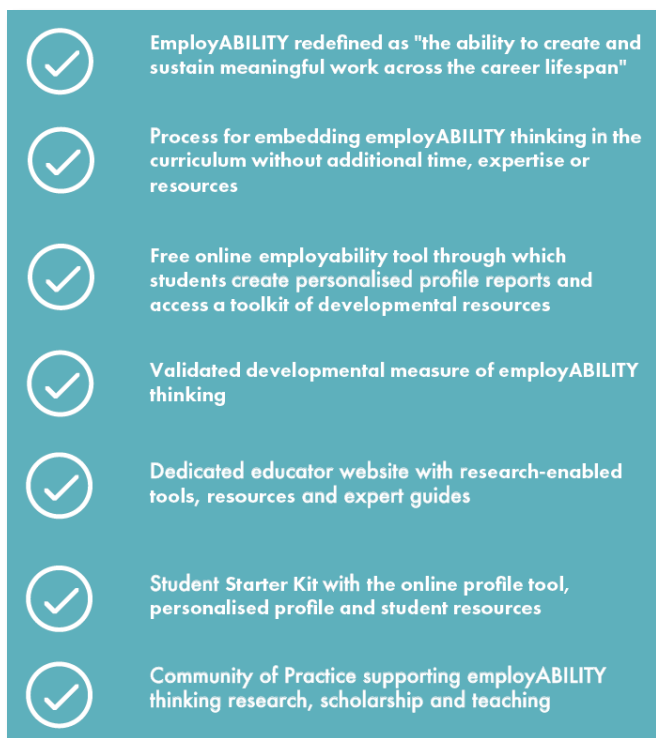 EmployABILITY redefined as "the ability to create and
sustain meaningful work across the career lifespan"
Process for embedding employABILITY thinking in the
curriculum without additional time, expertise or
resources
Free online employability tool through which
students create personalised profile reports and
access a toolkit of developmental resources
Validated developmental measure of employABILITY
thinking
Dedicated educator website with research-enabled
tools, resources and expert guides
Student Starter Kit with the online profile tool,
personalised profile and student resources
Community of Practice supporting employABILITY
thinking research, scholarship and teaching